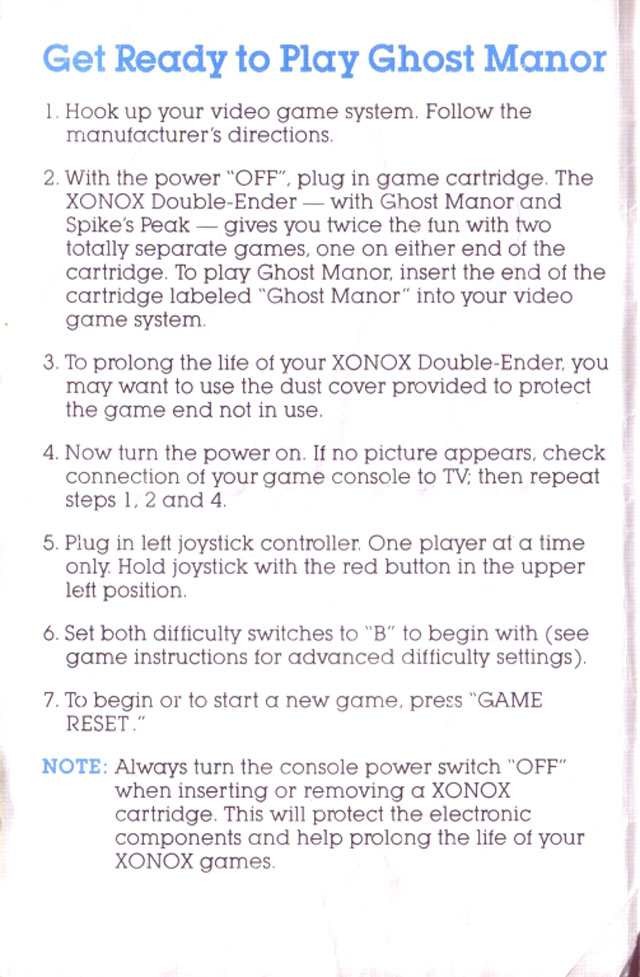 Get Ready to Play Ghost Manor
1. Hook up your video game system. Follow the
manufacturer's directions.
2. With the power "OFF", plug in game cartridge. The
XONOX Double-Ender — with Ghost Manor and
Spike's Peak — gives you twice the fun with two
totally separate games, one on either end of the
cartridge. To play Ghost Manor, insert the end of the
cartridge labeled "Ghost Manor" into your video
game system.
3. To prolong the life of your XONOX Double-Ender, you
may want to use the dust cover provided to protect
the game end not in use.
4. Now turn the power on. If no picture appears, check
connection of your game console to TV; then repeat
steps 1, 2 and 4.
5. Plug in left joystick controller. One player at a time
only. Hold joystick with the red button in the upper
left position.
6. Set both difficulty switches to "B" to begin with (see
game instructions for advanced difficulty settings).
7. To begin or to start a new game, press "GAME
RESET."
NOTE: Always turn the console power switch "OFF"
when inserting or removing a XONOX
cartridge. This will protect the electronic
components and help prolong the life of your
XONOX games.